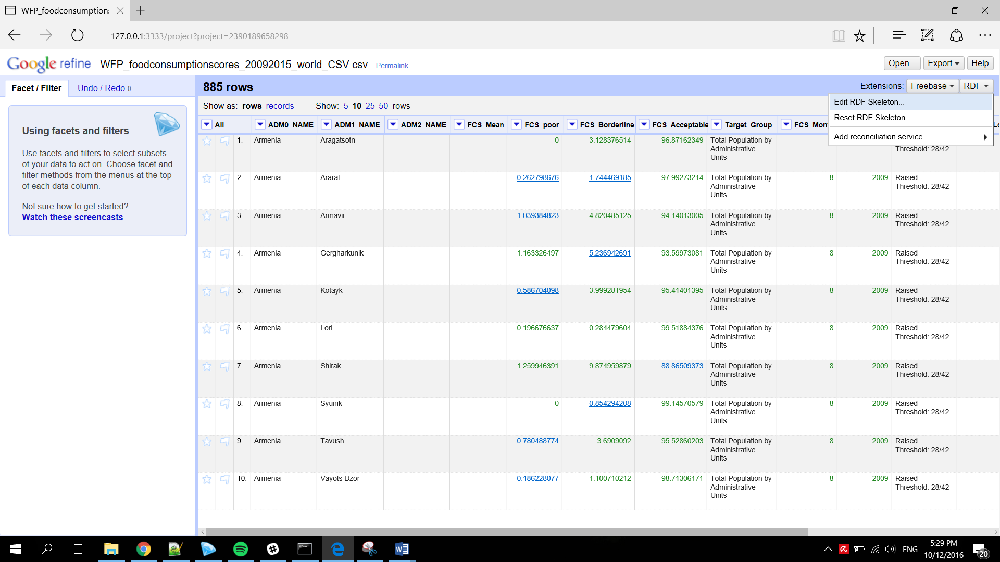 WFP_foodconsumptions
127.0.0.1:3333/project?project=2390189658298
Google refine WFP_foodconsumptionscores_20092015_world_CSV csv Permalink
Open... Export Help
Facet / Filter Undo / Redo 0
885 rows
Extensions: Freebase RDF
Edit RDF Skeleton...
Reset RDF Skeleton...
Add reconciliation service
Show as: rows records Show: 5 10 25 50 rows
Using facets and filters
Use facets and filters to select subsets
of your data to act on. Choose facet and
filter methods from the menus at the top
of each data column.
Not sure how to get started?
Watch these screencasts
All ADM0_NAME ADM1_NAME ADM2_NAME FCS_Mean FCS_poor FCS_Borderline FCS_Acceptable Target_Group FCS_Mon
1. Armenia Aragatsotn 0 3.128376514 96.87162349 Total Population by
Administrative Threshold: 28/42
Units
2. Armenia Ararat 0.262798676 1.744469185 97.99273214 Total Population by 8 2009 Raised
Administrative Threshold: 28/42
Units
3. Armenia Armavir 1.039384823 4.820485125 94.14013005 Total Population by 8 2009 Raised
Administrative Threshold: 28/42
Units
4. Armenia Gergharkunik 1.163326497 5.236942691 93.59973081 Total Population by 8 2009 Raised
Administrative Threshold: 28/42
Units
5. Armenia Kotayk 0.586704098 3.999281954 95.41401395 Total Population by 8 2009 Raised
Administrative Threshold: 28/42
Units
6. Armenia Lori 0.196676637 0.284479604 99.51884376 Total Population by 8 2009 Raised
Administrative Threshold: 28/42
Units
7. Armenia Shirak 1.259946391 9.874959879 88.86509373 Total Population by 8 2009 Raised
Administrative Threshold: 28/42
Units
8. Armenia Syunik 0 0.854294208 99.14570579 Total Population by 8 2009 Raised
Administrative Threshold: 28/42
Units
9. Armenia Tavush 0.780488774 3.6909092 95.52860203 Total Population by 8 2009 Raised
Administrative Threshold: 28/42
Units
10. Armenia Vayots Dzor 0.186228077 1.100710212 98.71306171 Total Population by 8 2009 Raised
Administrative Threshold: 28/42
Units
ENG
5:29 PM
10/12/2016
20